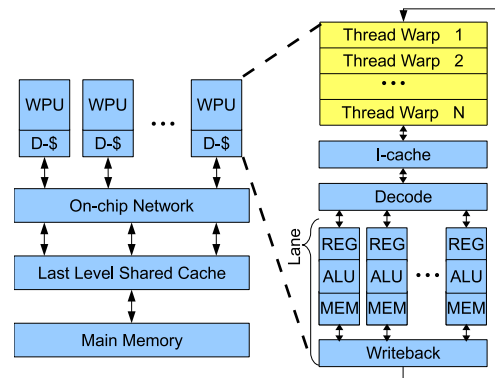 WPU WPU ... WPU
D-$ D-$ D-$
On-chip Network
Last Level Shared Cache
Main Memory
Thread Warp 1
Thread Warp 2
...
Thread Warp N
I-cache
Decode
Lane
REG REG REG
ALU ALU ... ALU
MEM MEM MEM
Writeback